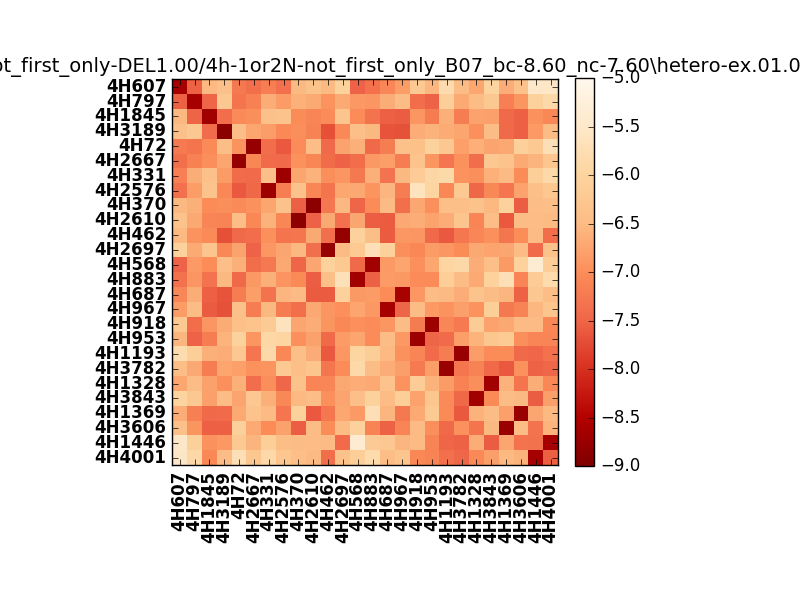 ot_first_only-DEL1.00/4h-1or2N-not_first_only_B07_bc-8.60_nc-7.60\hetero-ex.01.0
4H607
4H797
4H1845
4H3189
4H72
4H2667
4H331
4H2576
4H370
4H2610
4H462
4H2697
4H568
4H883
4H687
4H967
4H918
4H953
4H1193
4H3782
4H1328
4H3843
4H1369
4H3606
4H1446
4H4001
−5.0
−5.5
−6.0
−6.5
−7.0
−7.5
−8.0
−8.5
−9.0
4H607
4H797
4H1845
4H3189
4H72
4H2667
4H331
4H2576
4H370
4H2610
4H462
4H2697
4H568
4H883
4H687
4H967
4H918
4H953
4H1193
4H3782
4H1328
4H3843
4H1369
4H3606
4H1446
4H4001